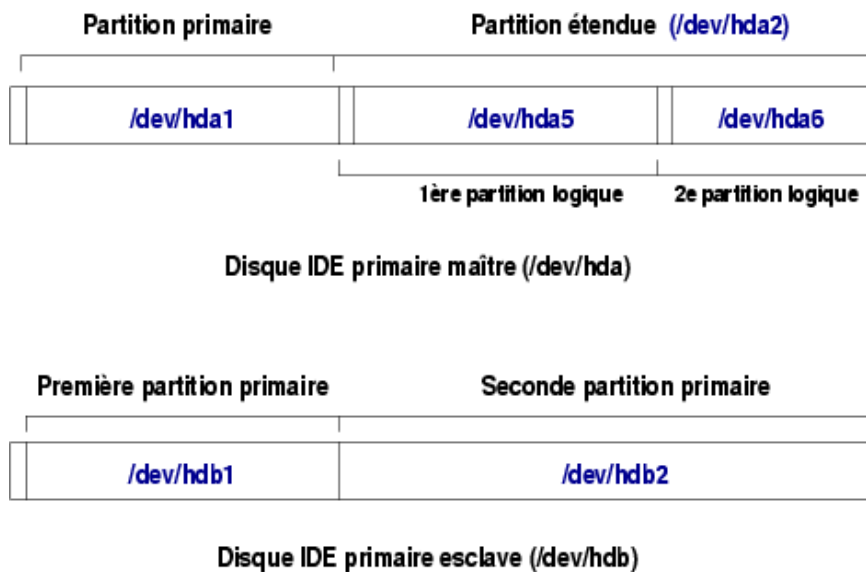 Partition primaire Partition étendue (/dev/hda2)
/dev/hda1 /dev/hda5 /dev/hda6
1ère partition logique 2e partition logique
Disque IDE primaire maître (/dev/hda)
Première partition primaire Seconde partition primaire
/dev/hdb1 /dev/hdb2
Disque IDE primaire esclave (/dev/hdb)